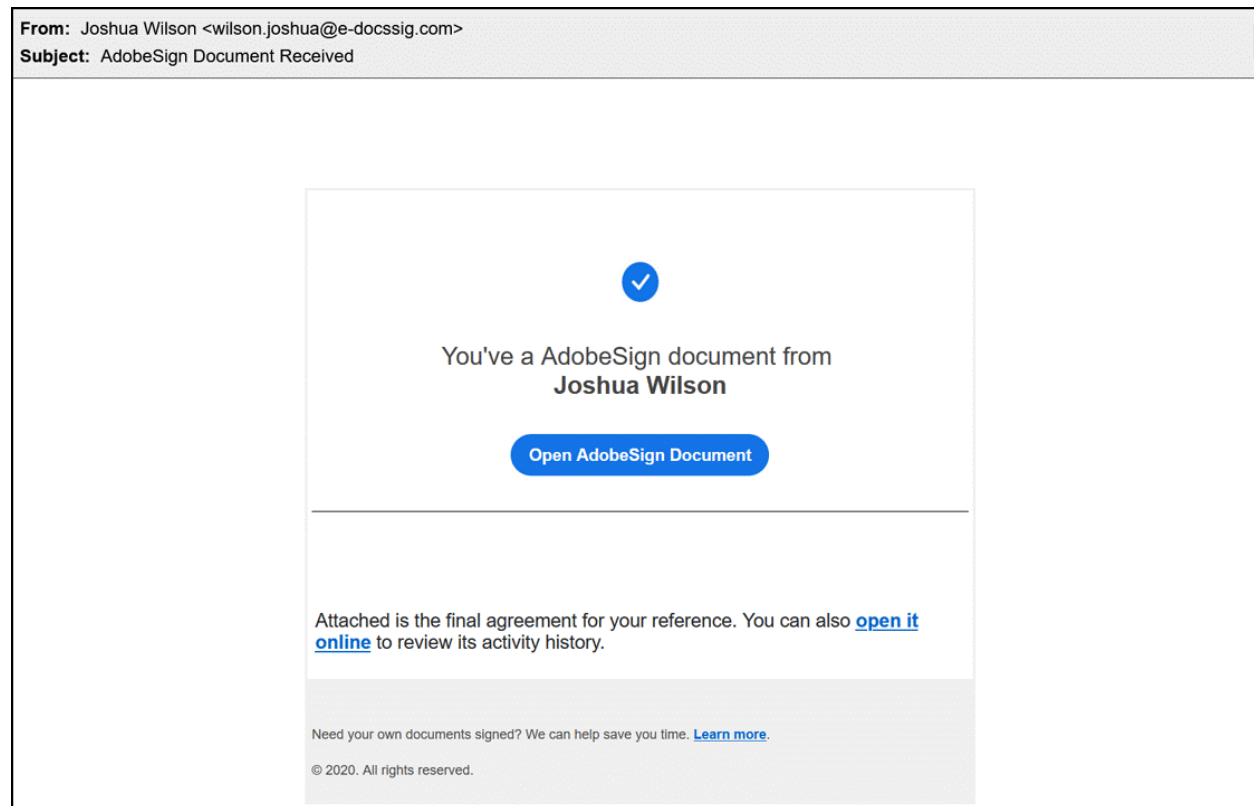 From: Joshua Wilson <wilson.joshua@e-docssig.com>
Subject: AdobeSign Document Received
You've a AdobeSign document from
Joshua Wilson
Open AdobeSign Document
Attached is the final agreement for your reference. You can also open it
online to review its activity history.
Need your own documents signed? We can help save you time. Learn more.
© 2020. All rights reserved.